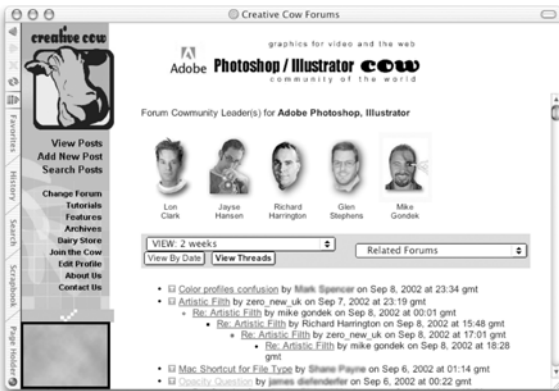 Creative Cow Forums
creative cow
graphics for video and the web
Adobe Photoshop / Illustrator COW
community of the world
Forum Cowmunity Leader(s) for Adobe Photoshop, Illustrator
Lon Clark
Jayse Hansen
Richard Harrington
Glen Stephens
Mike Gondek
View Posts
Add New Post
Search Posts
Change Forum
Tutorials
Features
Archives
Dairy Store
Join the Cow
Edit Profile
About Us
Contact Us
Favorites
History
Search
Scrapbook
Page Holder
VIEW: 2 weeks
Related Forums
View By Date View Threads
Color profiles confusion by Mark Spencer on Sep 8, 2002 at 23:34 gmt
Artistic Filth by zero_new_uk on Sep 7, 2002 at 23:19 gmt
Re: Artistic Filth by mike gondek on Sep 8, 2002 at 00:01 gmt
Re: Artistic Filth by Richard Harrington on Sep 8, 2002 at 15:48 gmt
Re: Artistic Filth by zero_new_uk on Sep 8, 2002 at 17:01 gmt
Re: Artistic Filth by mike gondek on Sep 8, 2002 at 18:28
gmt
Mac Shortcut for File Type by Shane Payne on Sep 6, 2002 at 01:14 gmt
Opacity Question by james diefenderfer on Sep 6, 2002 at 00:22 gmt